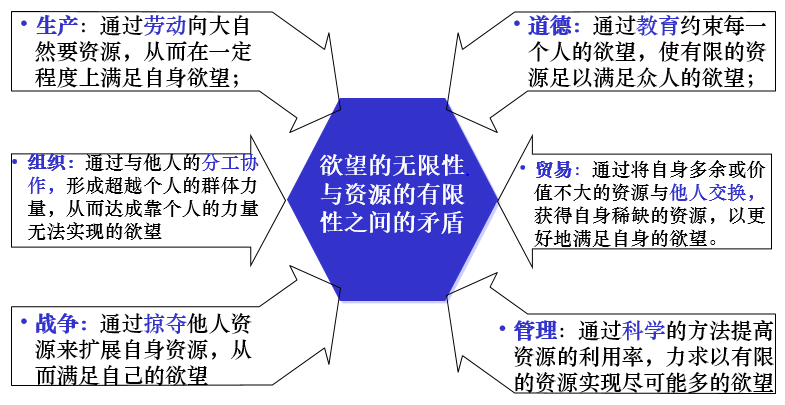 • 生产：通过劳动向大自
然要资源，从而在一定
程度上满足自身欲望；
• 组织：通过与他人的分工协
作，形成超越个人的群体力
量，从而达成靠个人的力量
无法实现的欲望
• 战争：通过掠夺他人资
源来扩展自身资源，从
而满足自己的欲望
欲望的无限性
与资源的有限
性之间的矛盾
• 道德：通过教育约束每一
个人的欲望，使有限的资
源足以满足众人的欲望；
• 贸易：通过将自身多余或价
值不大的资源与他人交换，
获得自身稀缺的资源，以更
好地满足自身的欲望。
• 管理：通过科学的方法提高
资源的利用率，力求以有限
的资源实现尽可能多的欲望